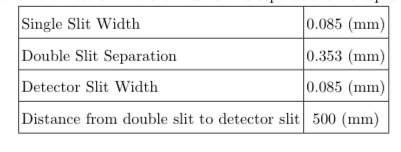 Single Slit Width 0.085 (mm)
Double Slit Separation 0.353 (mm)
Detector Slit Width 0.085 (mm)
Distance from double slit to detector slit 500 (mm)